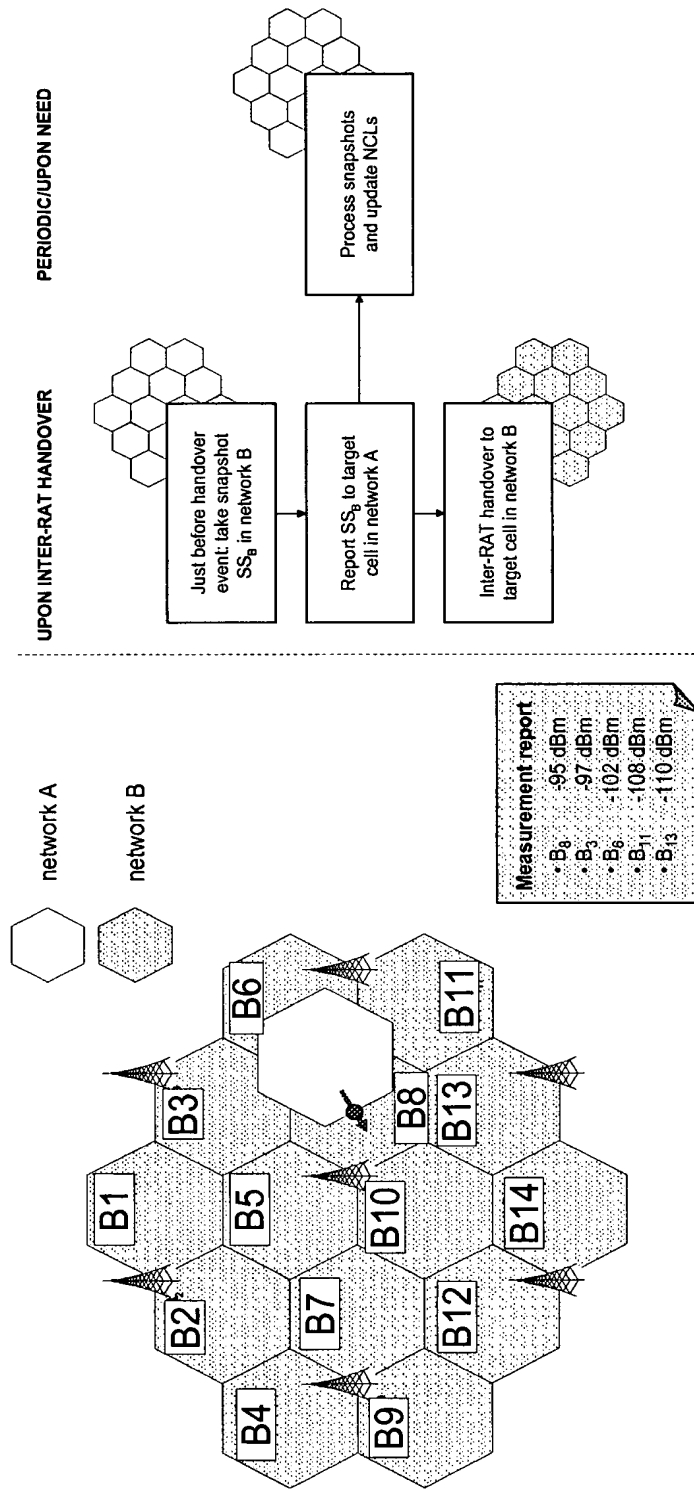 network A
network B
B1
B2
B3
B4
B5
B6
B7
B8
B9
B10
B11
B12
B13
B14
Measurement report
• B8 -95 dBm
• B3 -97 dBm
• B6 -102 dBm
• B11 -108 dBm
• B13 -110 dBm
UPON INTER-RAT HANDOVER
Just before handover
event: take snapshot
SSB in network B
Report SSB to target
cell in network A
Inter-RAT handover to
target cell in network B
PERIODIC/UPON NEED
Process snapshots
and update NCLs